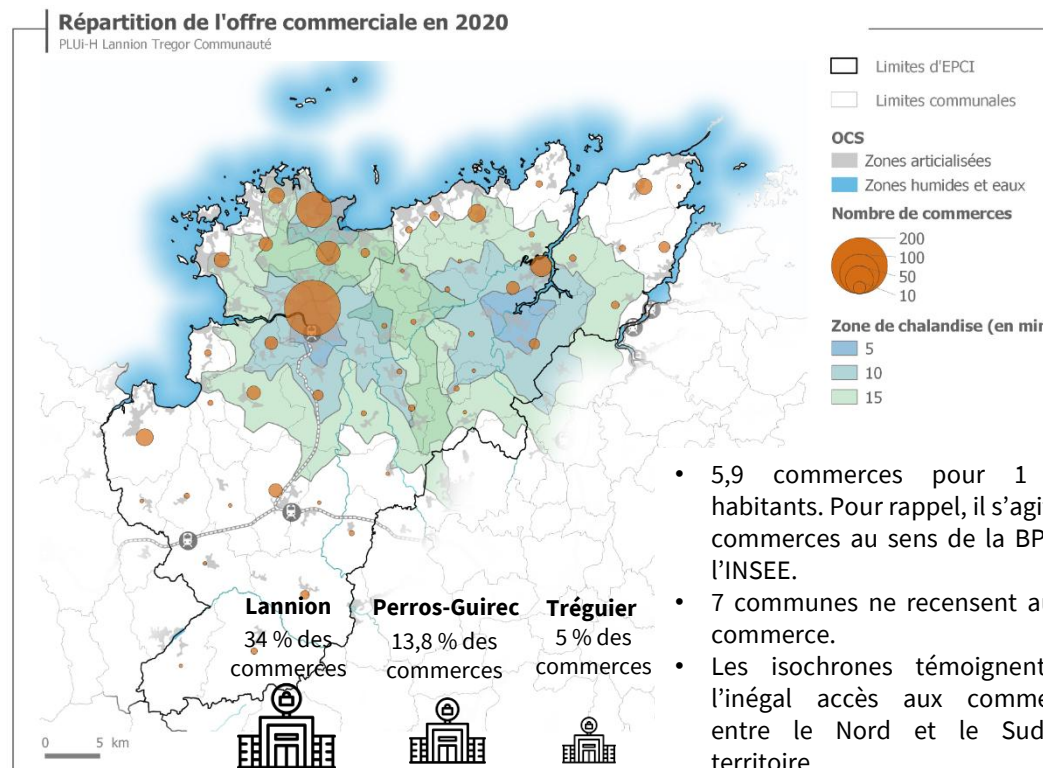 Répartition de l'offre commerciale en 2020
PLUi-H Lannion Tregor Communauté
Limites d'EPCI
Limites communales
OCS
Zones articialisées
Zones humides et eaux
Nombre de commerces
200
100
50
10
Zone de chalandise (en min
5
10
15
• 5,9 commerces pour 1
habitants. Pour rappel, il s’agi
commerces au sens de la BP
l’INSEE.
• 7 communes ne recensent au
commerce.
• Les isochrones témoignent
l’inégal accès aux comme
entre le Nord et le Sud
territoire
Lannion
34 % des
commerces
Perros-Guirec
13,8 % des
commerces
Tréguier
5 % des
commerces
0 5 km